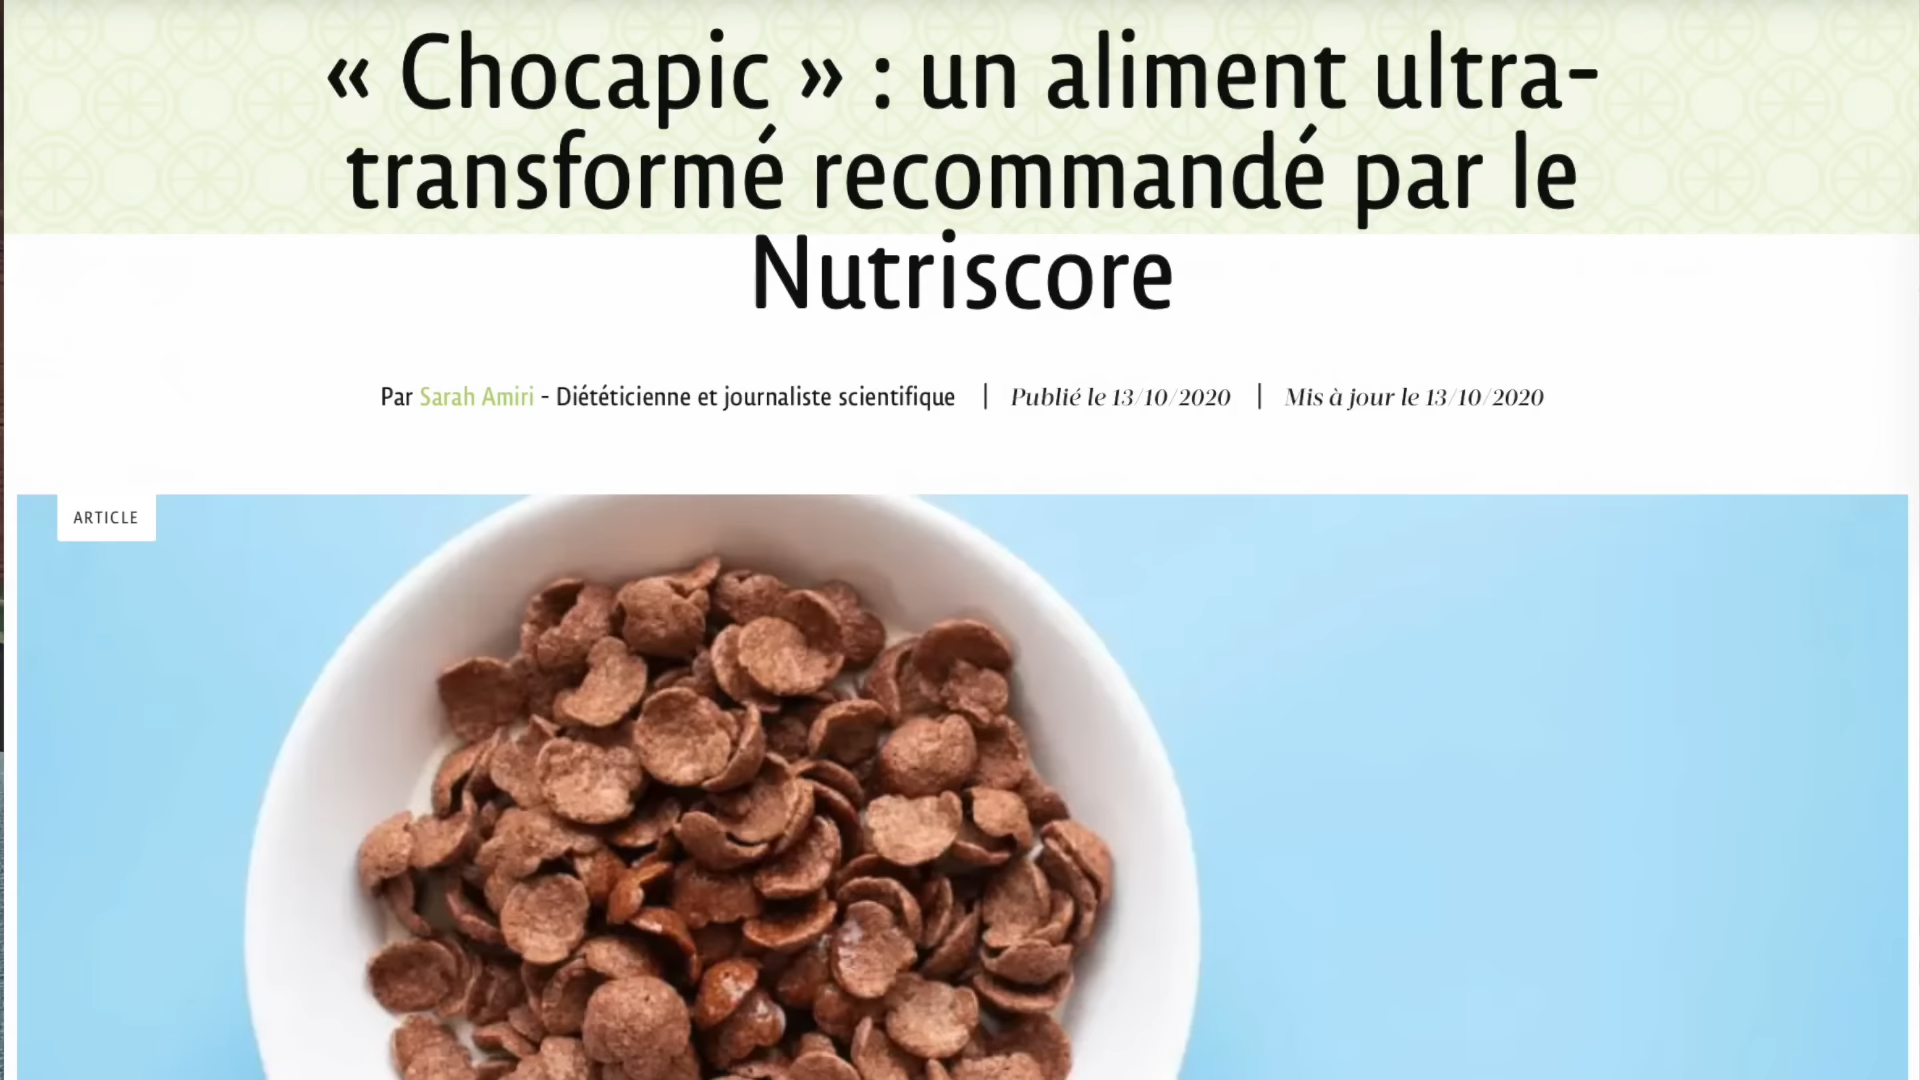 « Chocapic » : un aliment ultra-
transformé recommandé par le
Nutriscore
Par Sarah Amiri - Diététicienne et journaliste scientifique | Publié le 13/10/2020 | Mis à jour le 13/10/2020
ARTICLE